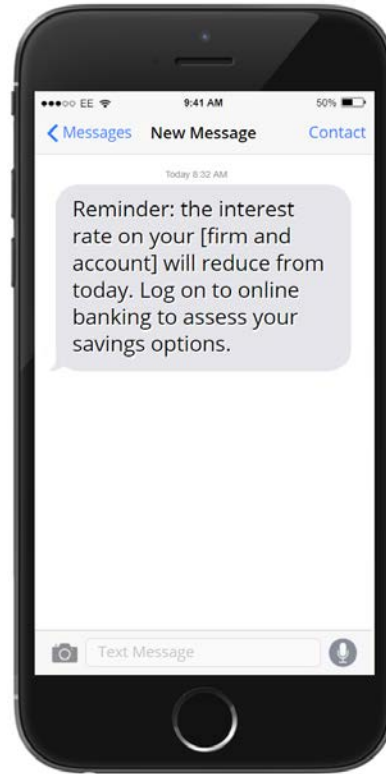 ●●●○○ EE 9:41 AM 50%
Messages New Message Contact
Today 8:32 AM
Reminder: the interest
rate on your [firm and
account] will reduce from
today. Log on to online
banking to assess your
savings options.
Text Message